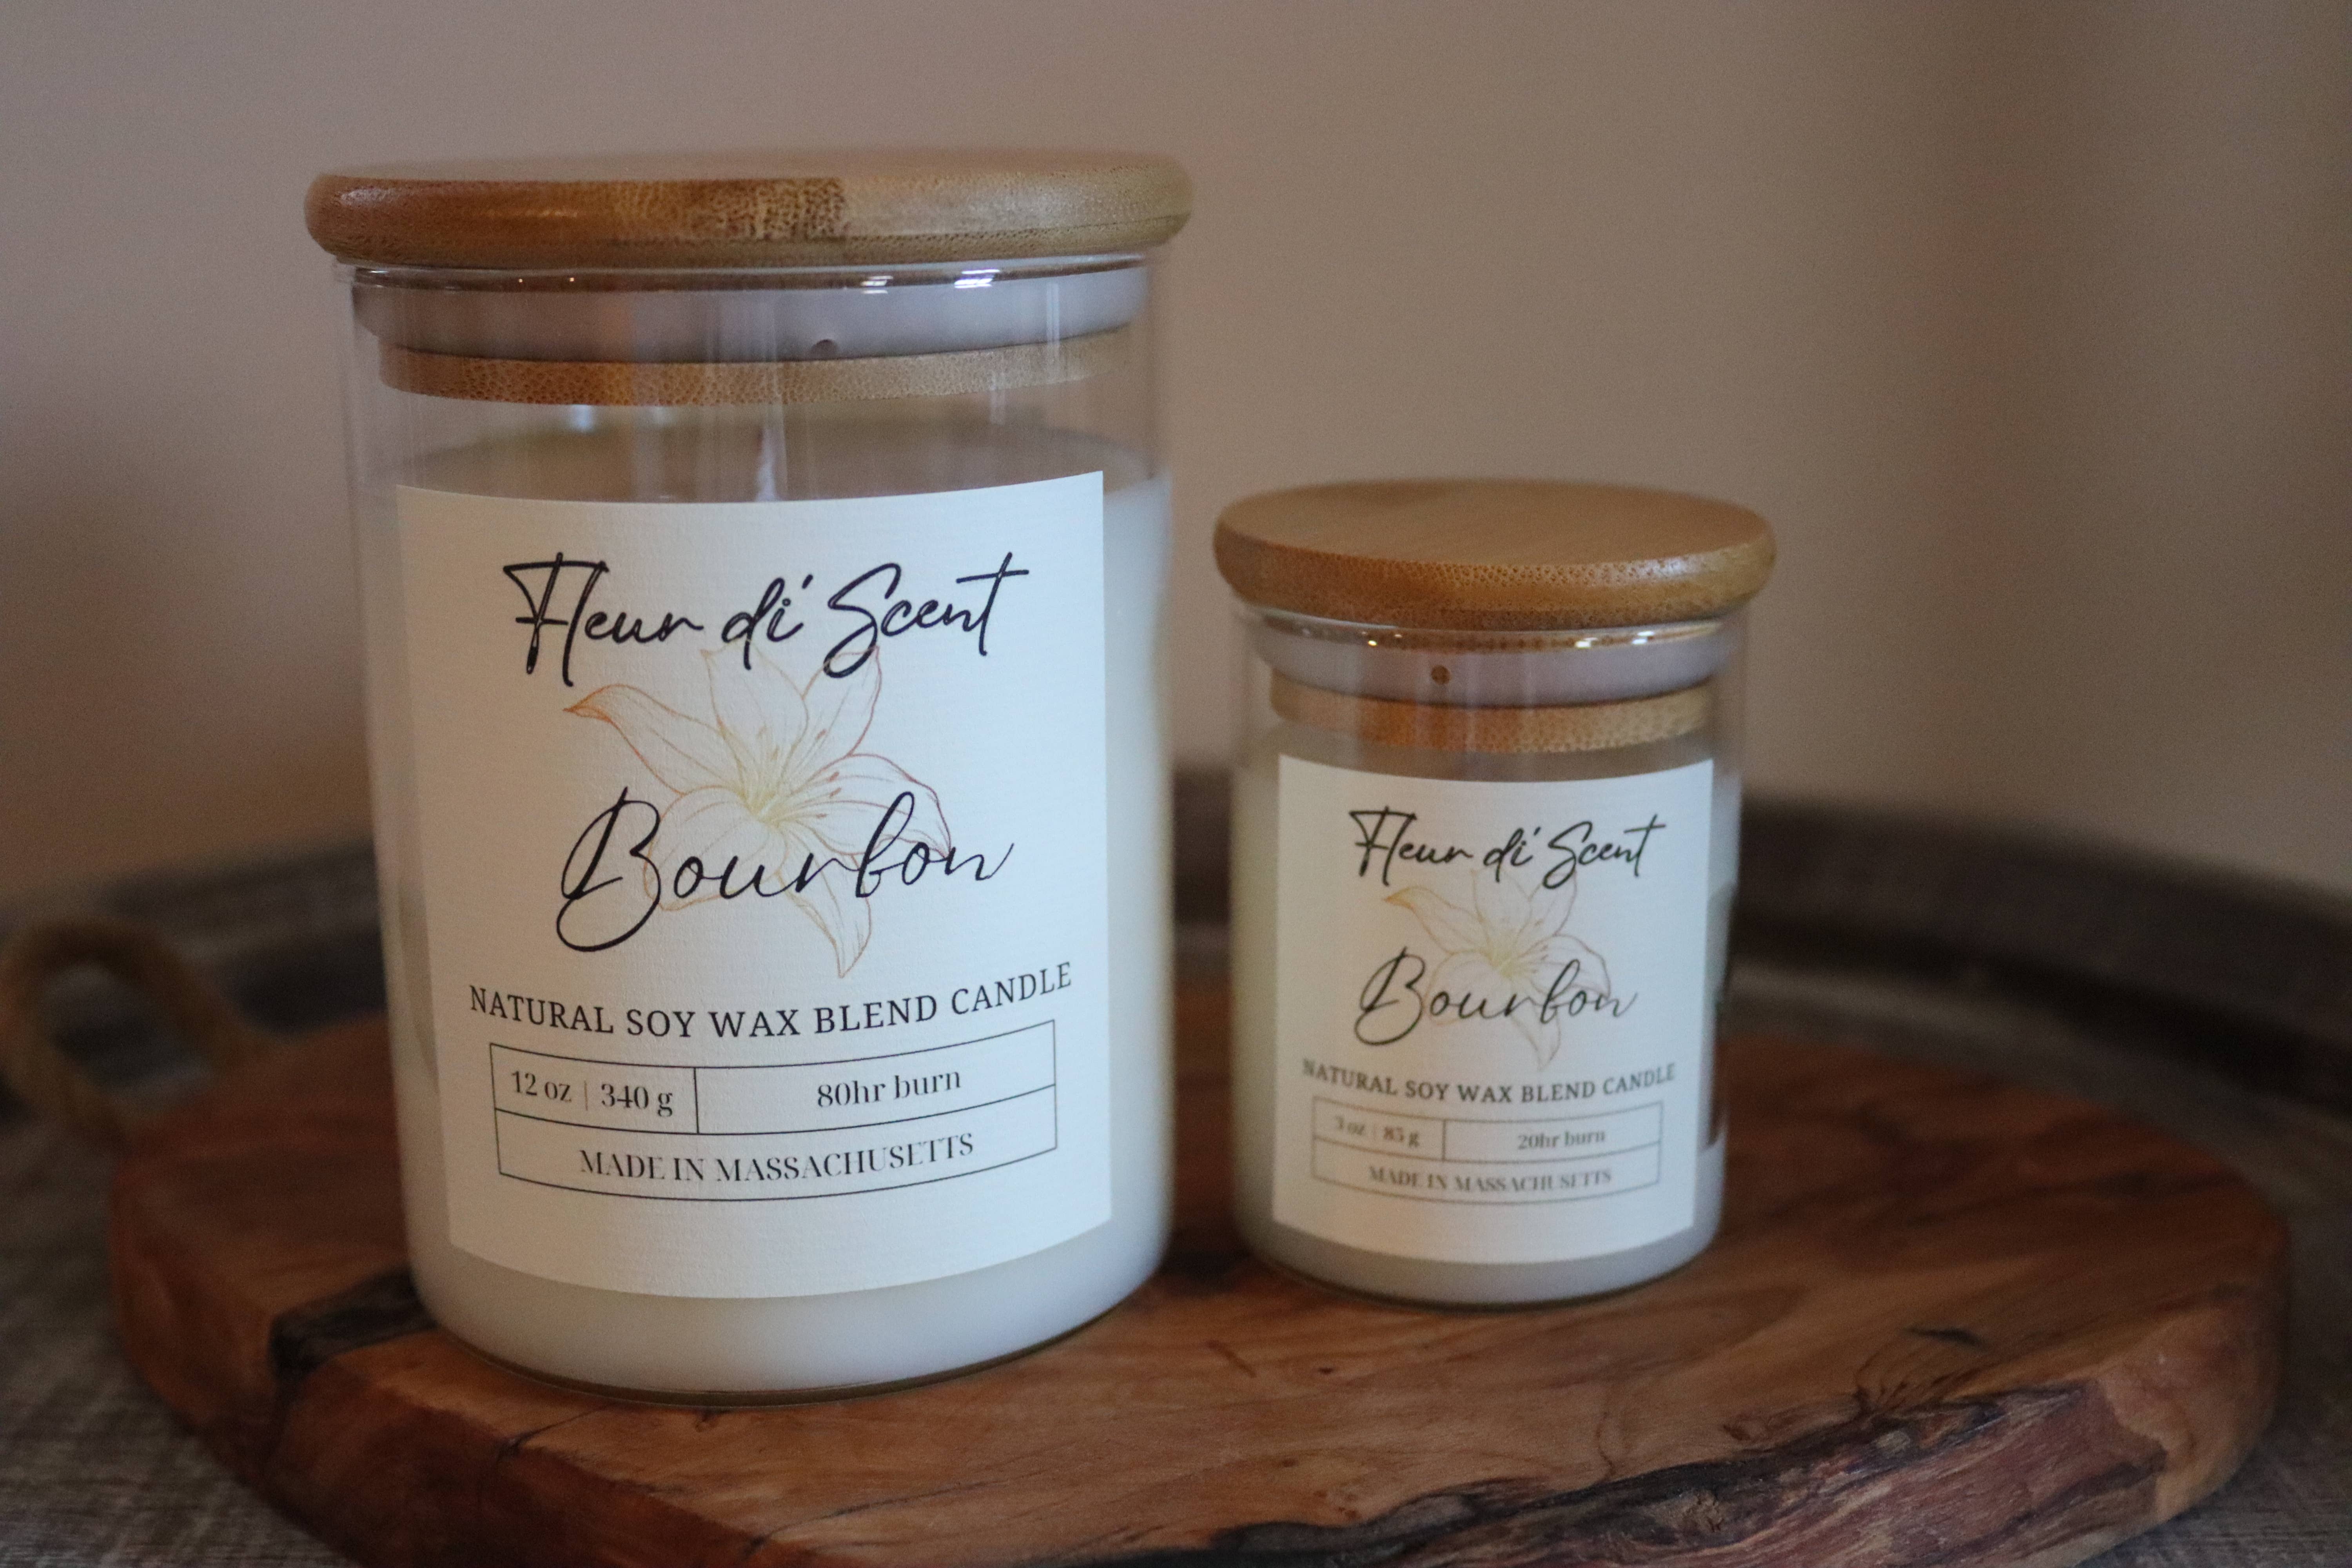 Fleur di' Scent
Bourbon
NATURAL SOY WAX BLEND CANDLE
12 oz | 340 g
80hr burn
MADE IN MASSACHUSETTS
Fleur di' Scent
Bourbon
NATURAL SOY WAX BLEND CANDLE
3 oz | 85 g
20hr burn
MADE IN MASSACHUSETTS